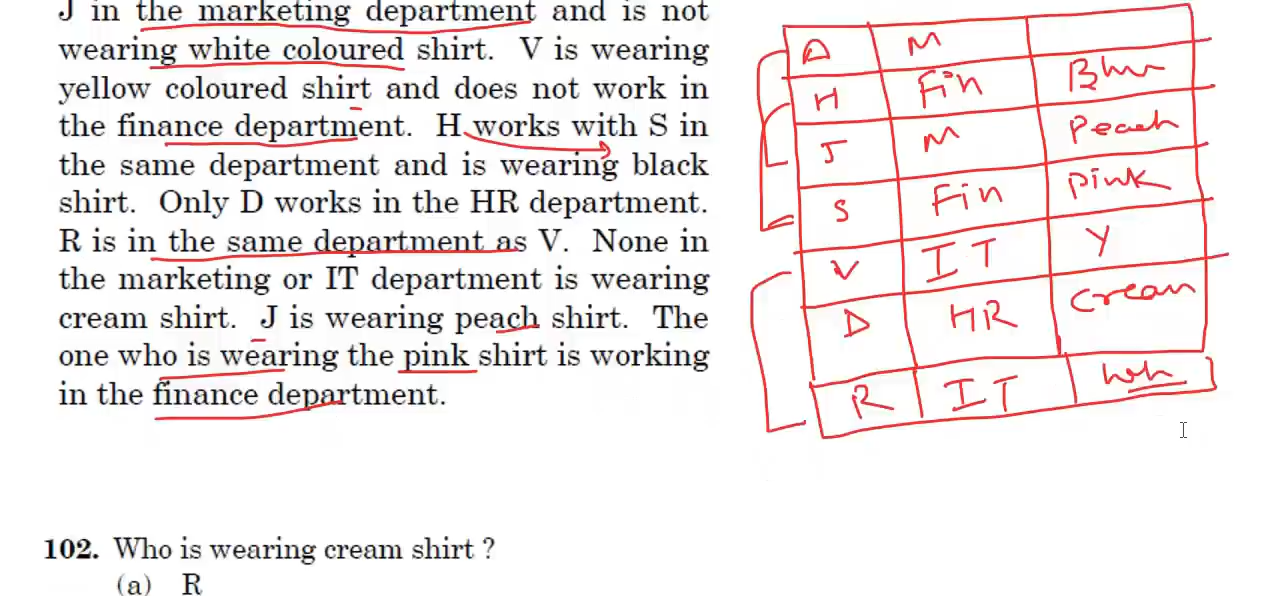 J in the marketing department and is not
wearing white coloured shirt. V is wearing
yellow coloured shirt and does not work in
the finance department. H works with S in
the same department and is wearing black
shirt. Only D works in the HR department.
R is in the same department as V. None in
the marketing or IT department is wearing
cream shirt. J is wearing peach shirt. The
one who is wearing the pink shirt is working
in the finance department.
102. Who is wearing cream shirt ?
(a) R
A M
H Fin
J M Peach
S Fin Pink
V IT Y
D HR Cream
R IT Wh